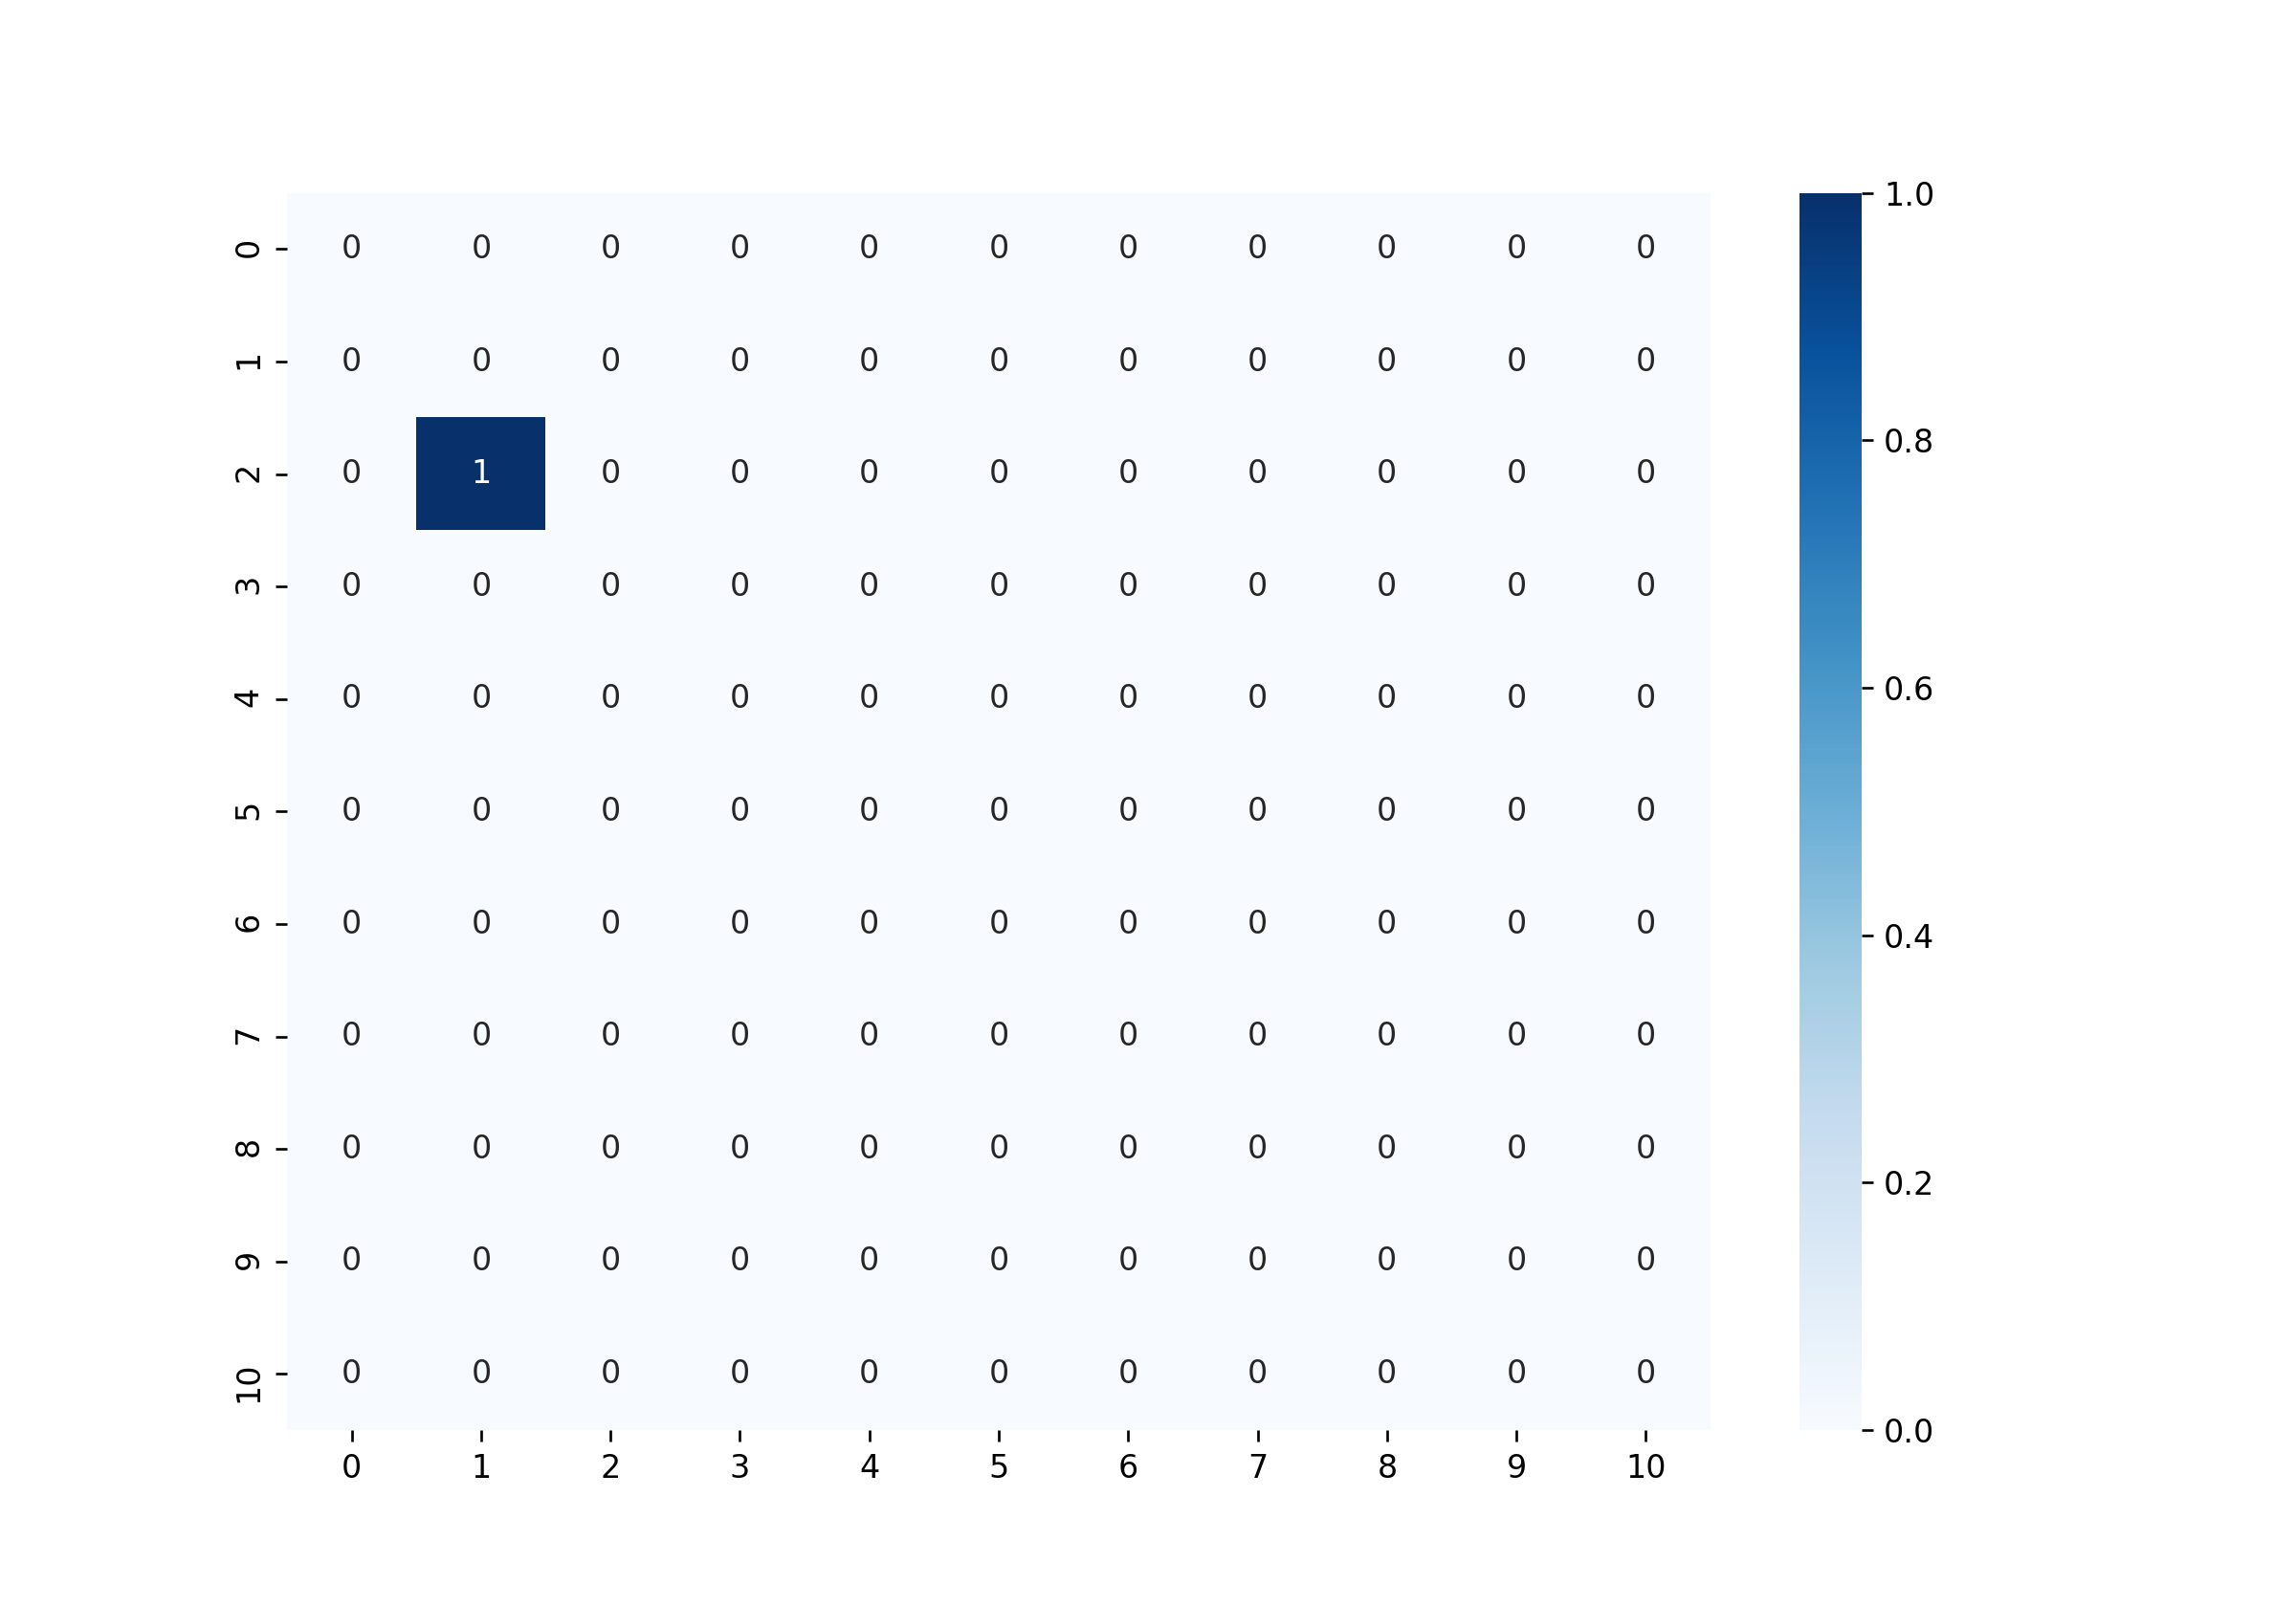 0 0 0 0 0 0 0 0 0 0 0 0
1 0 0 0 0 0 0 0 0 0 0 0
2 0 1 0 0 0 0 0 0 0 0 0
3 0 0 0 0 0 0 0 0 0 0 0
4 0 0 0 0 0 0 0 0 0 0 0
5 0 0 0 0 0 0 0 0 0 0 0
6 0 0 0 0 0 0 0 0 0 0 0
7 0 0 0 0 0 0 0 0 0 0 0
8 0 0 0 0 0 0 0 0 0 0 0
9 0 0 0 0 0 0 0 0 0 0 0
10 0 0 0 0 0 0 0 0 0 0 0
0 1 2 3 4 5 6 7 8 9 10
1.0
0.8
0.6
0.4
0.2
0.0